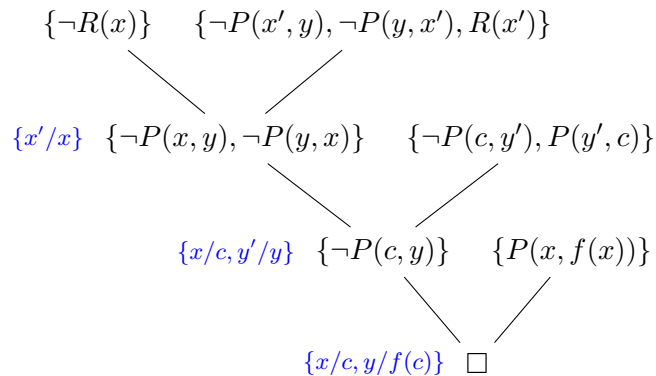 {¬R(x)} {¬P(x′, y), ¬P(y, x′), R(x′)}
{x′/x} {¬P(x, y), ¬P(y, x)} {¬P(c, y′), P(y′, c)}
{x/c, y′/y} {¬P(c, y)} {P(x, f(x))}
{x/c, y/f(c)} □